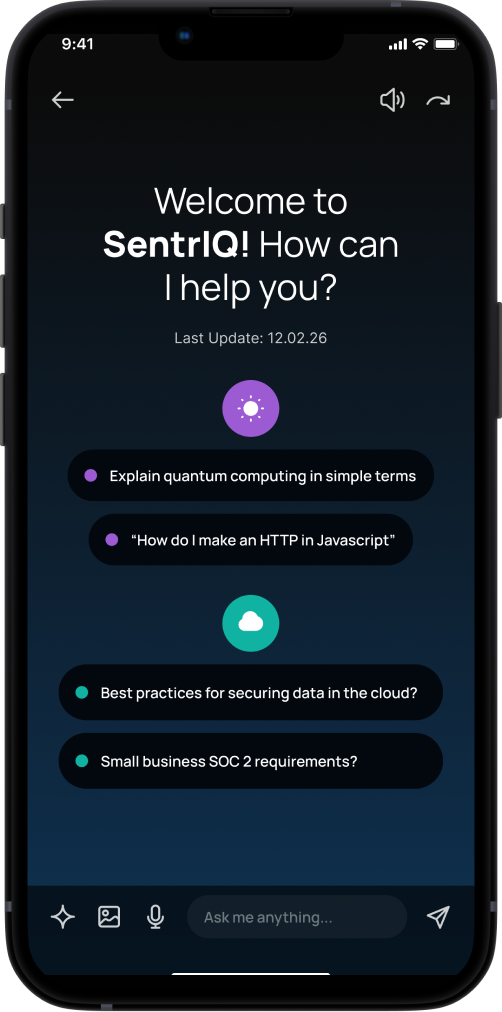 9:41
Welcome to
SentrIQ! How can
I help you?
Last Update: 12.02.26
Explain quantum computing in simple terms
“How do I make an HTTP in Javascript”
Best practices for securing data in the cloud?
Small business SOC 2 requirements?
Ask me anything...